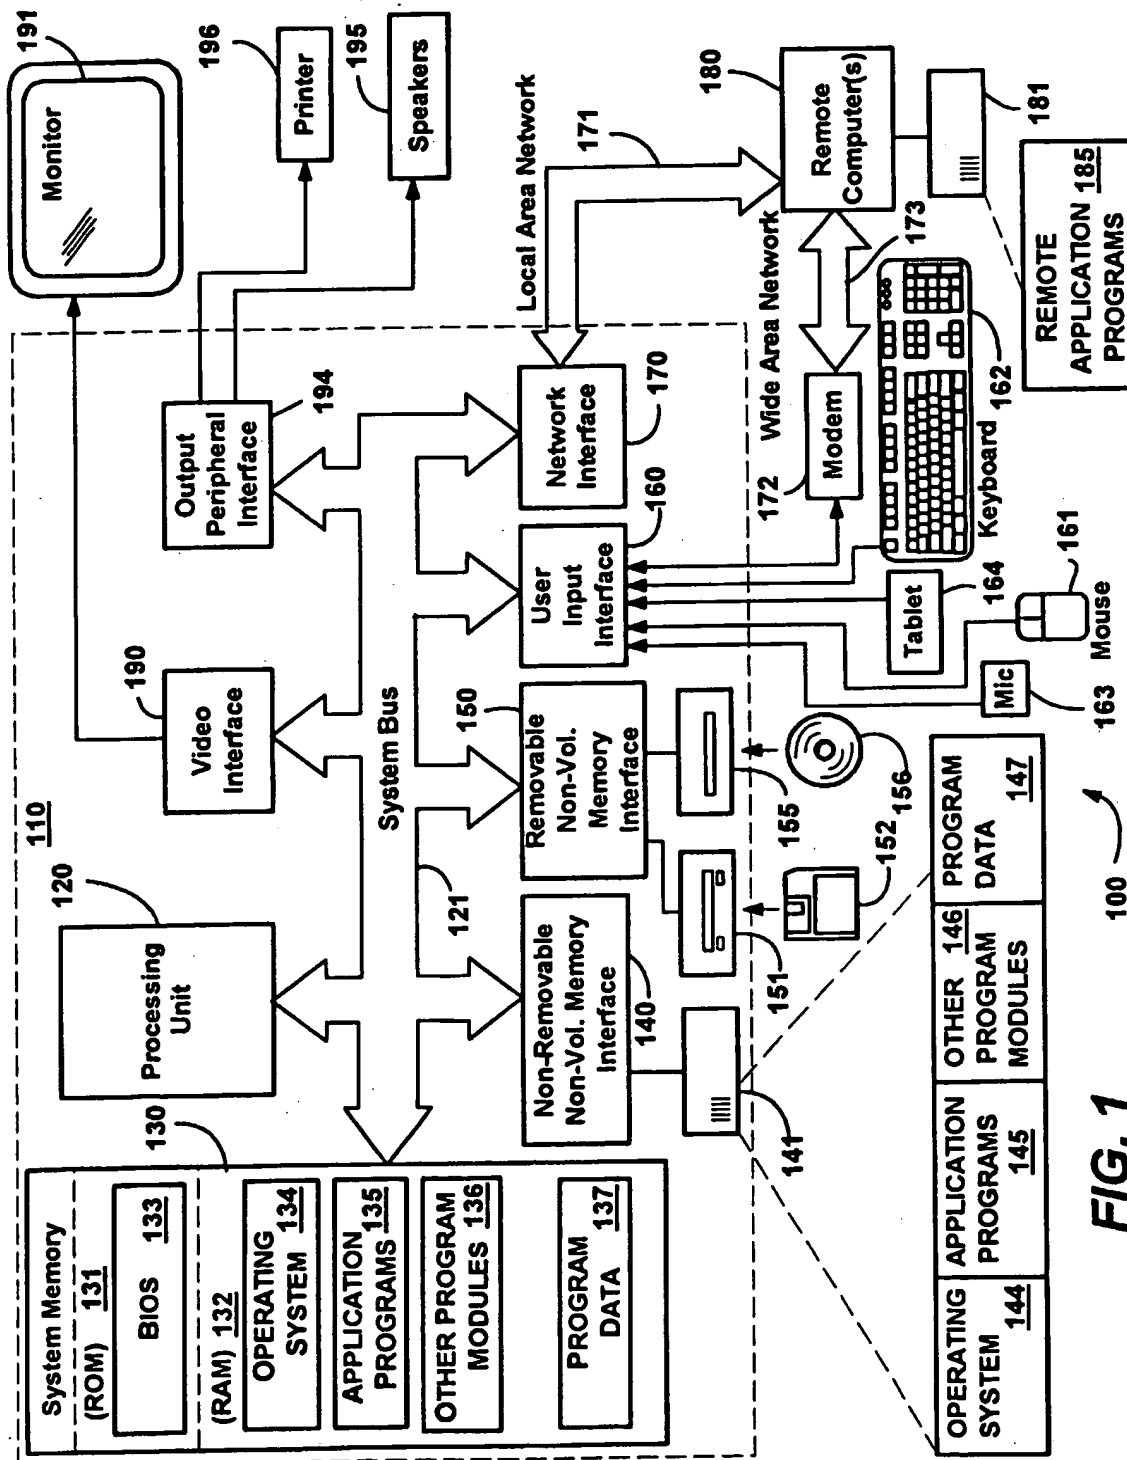 System Memory
(ROM) 131
BIOS 133
(RAM) 132
OPERATING
SYSTEM 134
APPLICATION
PROGRAMS 135
OTHER PROGRAM
MODULES 136
PROGRAM
DATA 137
130
120
Processing
Unit
110
190
Video
Interface
Output
Peripheral
Interface
194
Monitor
191
196
Printer
195
Speakers
System Bus
121
Non-Removable
Non-Vol. Memory
Interface
140
150
Removable
Non-Vol.
Memory
Interface
User
Input
Interface
160
Network
Interface
170
Local Area Network
171
180
Remote
Computer(s)
181
Wide Area Network
173
172
Modem
141
151
152
155
156
Mic
163
Mouse
161
Tablet
164
Keyboard
162
REMOTE
APPLICATION 185
PROGRAMS
OPERATING
SYSTEM
144
APPLICATION
PROGRAMS
145
OTHER 146
PROGRAM
MODULES
PROGRAM
DATA
147
100
FIG. 1